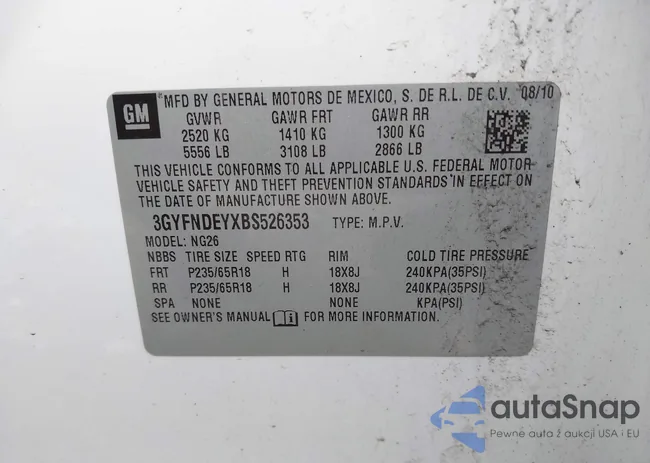 GM
MFD BY GENERAL MOTORS DE MEXICO, S. DE R.L. DE C.V. 08/10
GVWR GAWR FRT GAWR RR
2520 KG 1410 KG 1300 KG
5556 LB 3108 LB 2866 LB
THIS VEHICLE CONFORMS TO ALL APPLICABLE U.S. FEDERAL MOTOR
VEHICLE SAFETY AND THEFT PREVENTION STANDARDS IN EFFECT ON
THE DATE OF MANUFACTURE SHOWN ABOVE.
3GYFNDEYXBS526353 TYPE: M.P.V.
MODEL: NG26
NBBS TIRE SIZE SPEED RTG RIM COLD TIRE PRESSURE
FRT P235/65R18 H 18X8J 240KPA(35PSI)
RR P235/65R18 H 18X8J 240KPA(35PSI)
SPA NONE NONE KPA(PSI)
SEE OWNER'S MANUAL i FOR MORE INFORMATION.
autaSnap
Pewne auta z aukcji USA i EU